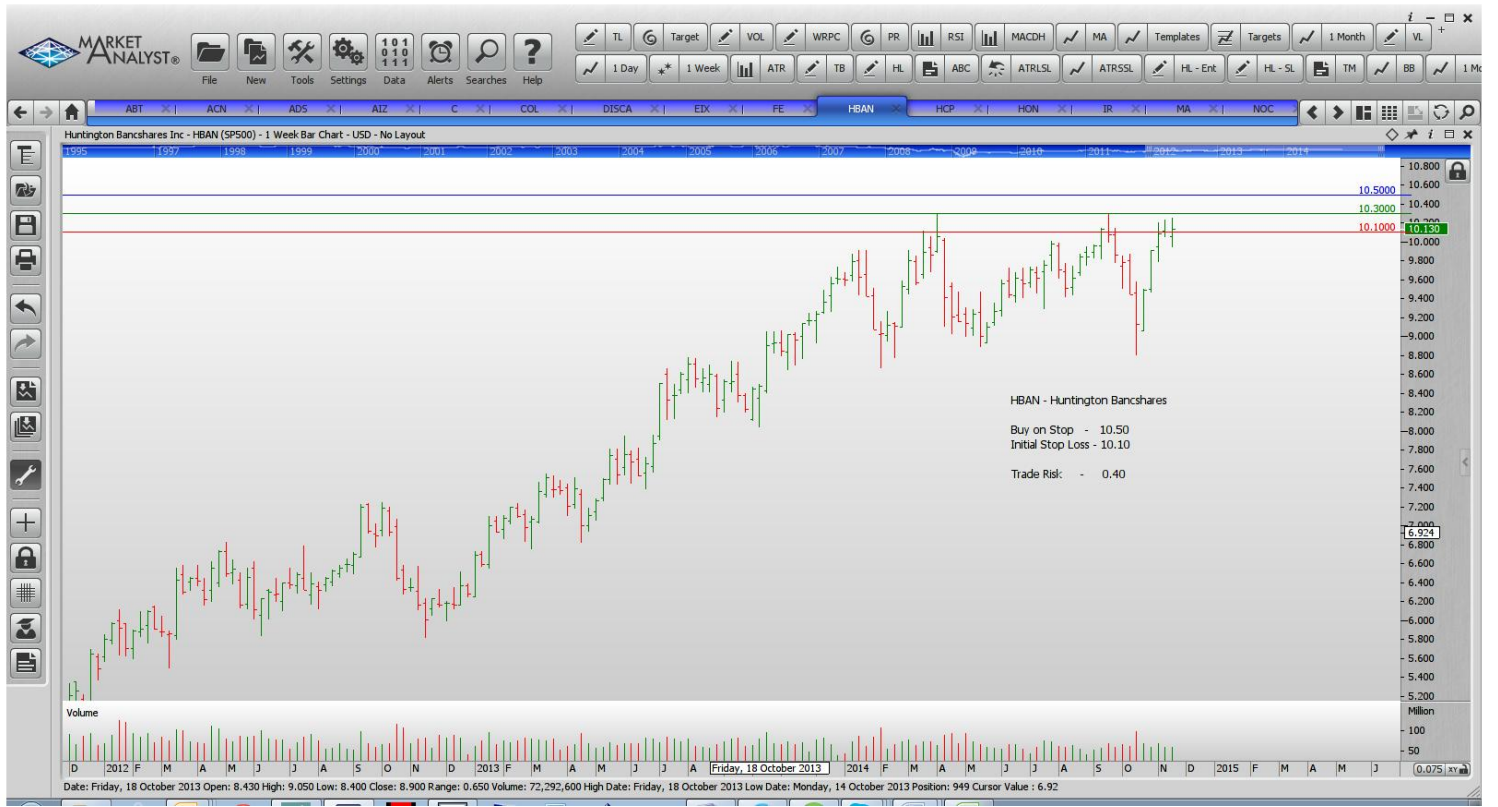 i
MARKET
ANALYST®
File New Tools Settings Data Alerts Searches Help
TL Target VOL WRPC PR RSI MACDH MA Templates Targets 1 Month VL
1 Day 1 Week ATR TB HL ABC ATRLSL ATRSSL HL - Ent HL - SL TM BB
ABT ACN ADS AIZ C COL DISCA EIX FE HBAN HCP HON IR MA NOC
Huntington Bancshares Inc - HBAN (SP500) - 1 Week Bar Chart - USD - No Layout
1995 1997 1998 1999 2000 2001 2002 2003 2004 2005 2006 2007 2008 2009 2010 2011 2012 2013 2014
10.800
10.5000 10.600
10.3000 10.400
10.1000 10.130
10.000
9.800
9.600
9.400
9.200
9.000
8.800
8.600
HBAN - Huntington Bancshares
8.400
8.200
Buy on Stop - 10.50
8.000
Initial Stop Loss - 10.10
7.800
7.600
Trade Risk - 0.40
7.400
7.200
7.000
6.924
6.800
6.600
6.400
6.200
6.000
5.800
5.600
5.400
5.200
Volume Million
100
50
D 2012 F M A M J J A S O N D 2013 F M A M J J A Friday, 18 October 2013 2014 F M A M J J A S O N D 2015 F M A M J 0.075 XY
Date: Friday, 18 October 2013 Open: 8.430 High: 9.050 Low: 8.400 Close: 8.900 Range: 0.650 Volume: 72,292,600 High Date: Friday, 18 October 2013 Low Date: Monday, 14 October 2013 Position: 949 Cursor Value : 6.92